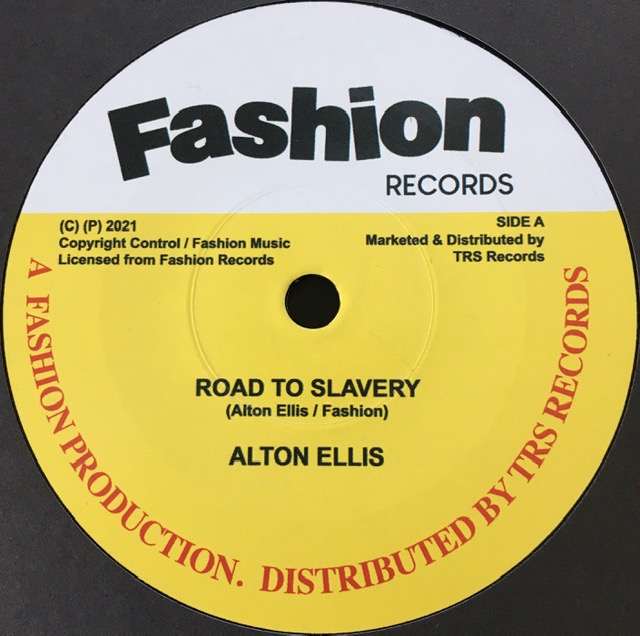 Fashion
RECORDS
(C) (P) 2021
Copyright Control / Fashion Music
Licensed from Fashion Records
SIDE A
Marketed & Distributed by
TRS Records
ROAD TO SLAVERY
(Alton Ellis / Fashion)
ALTON ELLIS
A FASHION PRODUCTION. DISTRIBUTED BY TRS RECORDS